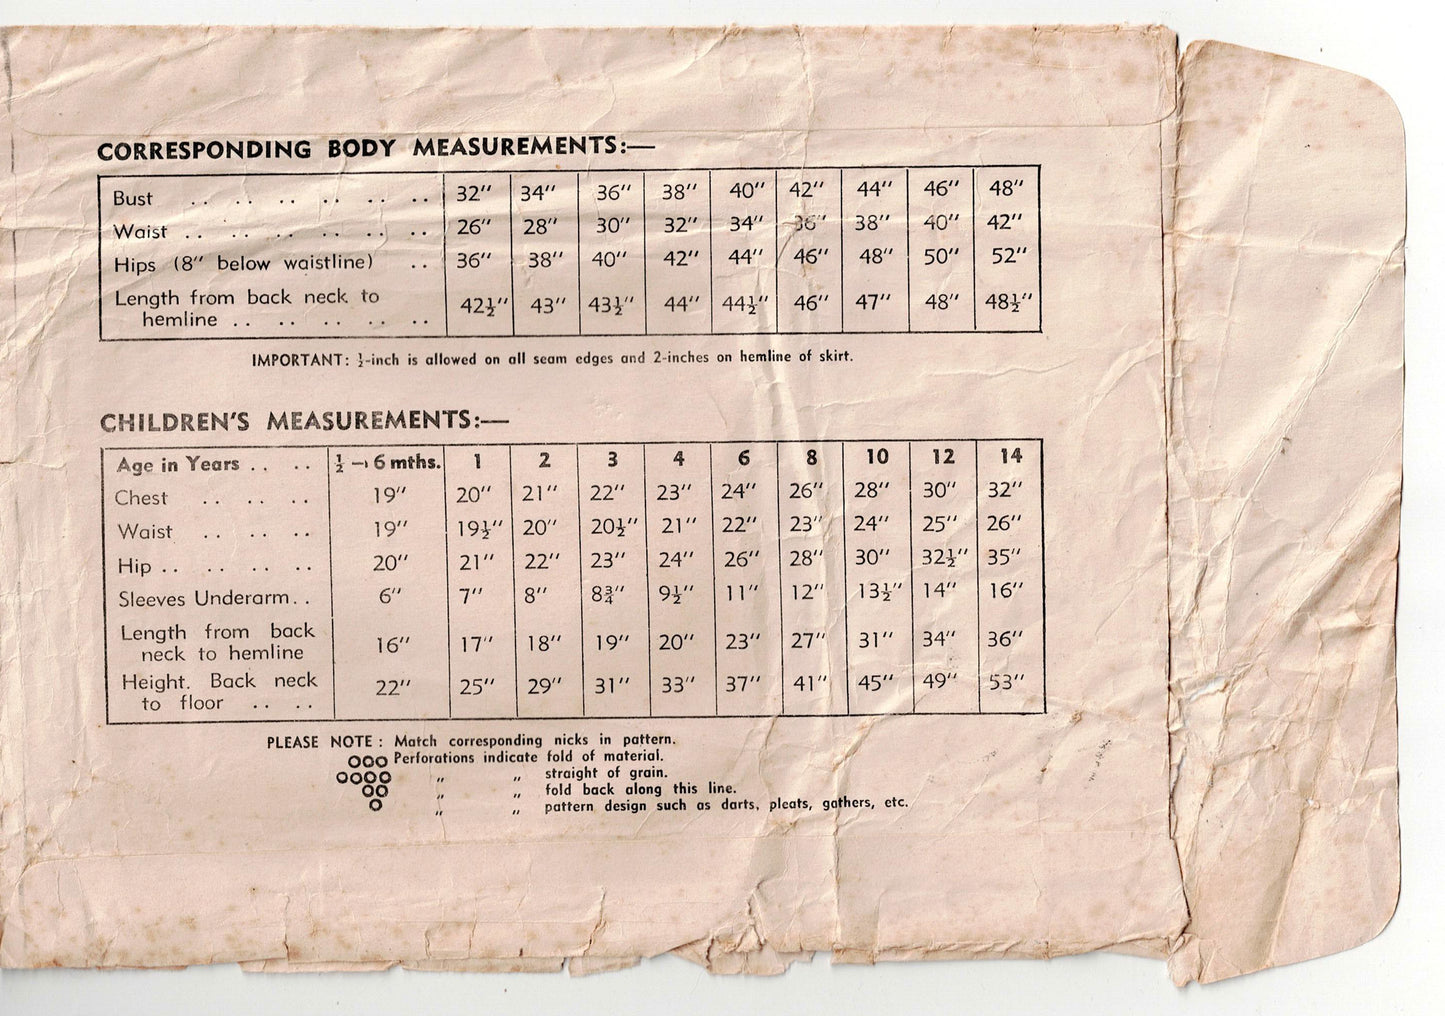 CORRESPONDING BODY MEASUREMENTS:—
Bust .. .. .. .. .. .. 32″ 34″ 36″ 38″ 40″ 42″ 44″ 46″ 48″
Waist .. .. .. .. .. .. 26″ 28″ 30″ 32″ 34″ 36″ 38″ 40″ 42″
Hips (8″ below waistline) .. 36″ 38″ 40″ 42″ 44″ 46″ 48″ 50″ 52″
Length from back neck to
hemline .. .. .. .. .. 42½″ 43″ 43½″ 44″ 44½″ 46″ 47″ 48″ 48½″
IMPORTANT: ½-inch is allowed on all seam edges and 2-inches on hemline of skirt.
CHILDREN'S MEASUREMENTS:—
Age in Years .. .. ½→6 mths. 1 2 3 4 6 8 10 12 14
Chest .. .. .. 19″ 20″ 21″ 22″ 23″ 24″ 26″ 28″ 30″ 32″
Waist .. .. .. 19″ 19½″ 20″ 20½″ 21″ 22″ 23″ 24″ 25″ 26″
Hip .. .. .. .. 20″ 21″ 22″ 23″ 24″ 26″ 28″ 30″ 32½″ 35″
Sleeves Underarm.. 6″ 7″ 8″ 8¾″ 9½″ 11″ 12″ 13½″ 14″ 16″
Length from back
neck to hemline 16″ 17″ 18″ 19″ 20″ 23″ 27″ 31″ 34″ 36″
Height. Back neck
to floor .. .. 22″ 25″ 29″ 31″ 33″ 37″ 41″ 45″ 49″ 53″
PLEASE NOTE : Match corresponding nicks in pattern.
OOO Perforations indicate fold of material.
OOOO ,, ,, straight of grain.
OO ,, ,, fold back along this line.
O ,, ,, pattern design such as darts, pleats, gathers, etc.